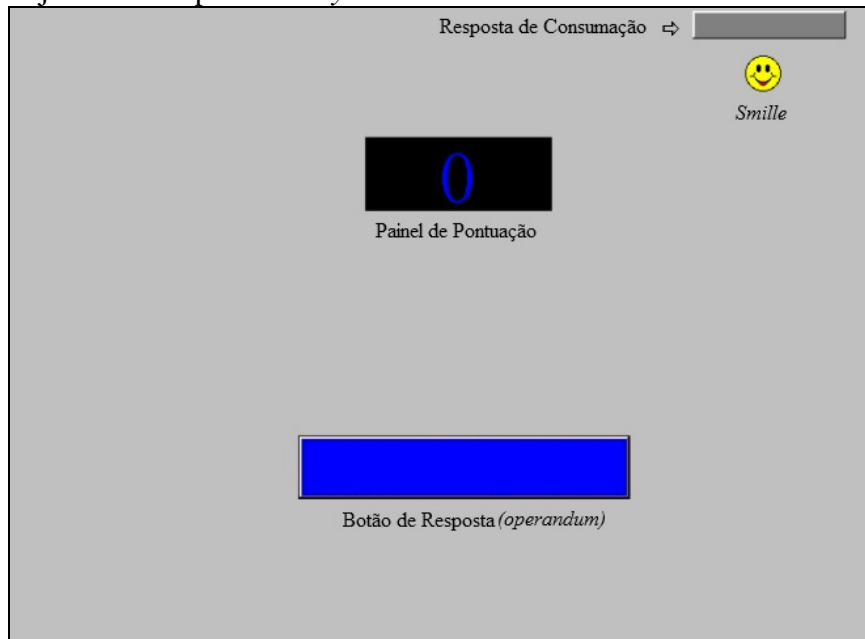 Resposta de Consumação ⇨
Smille
0
Painel de Pontuação
Botão de Resposta (operandum)